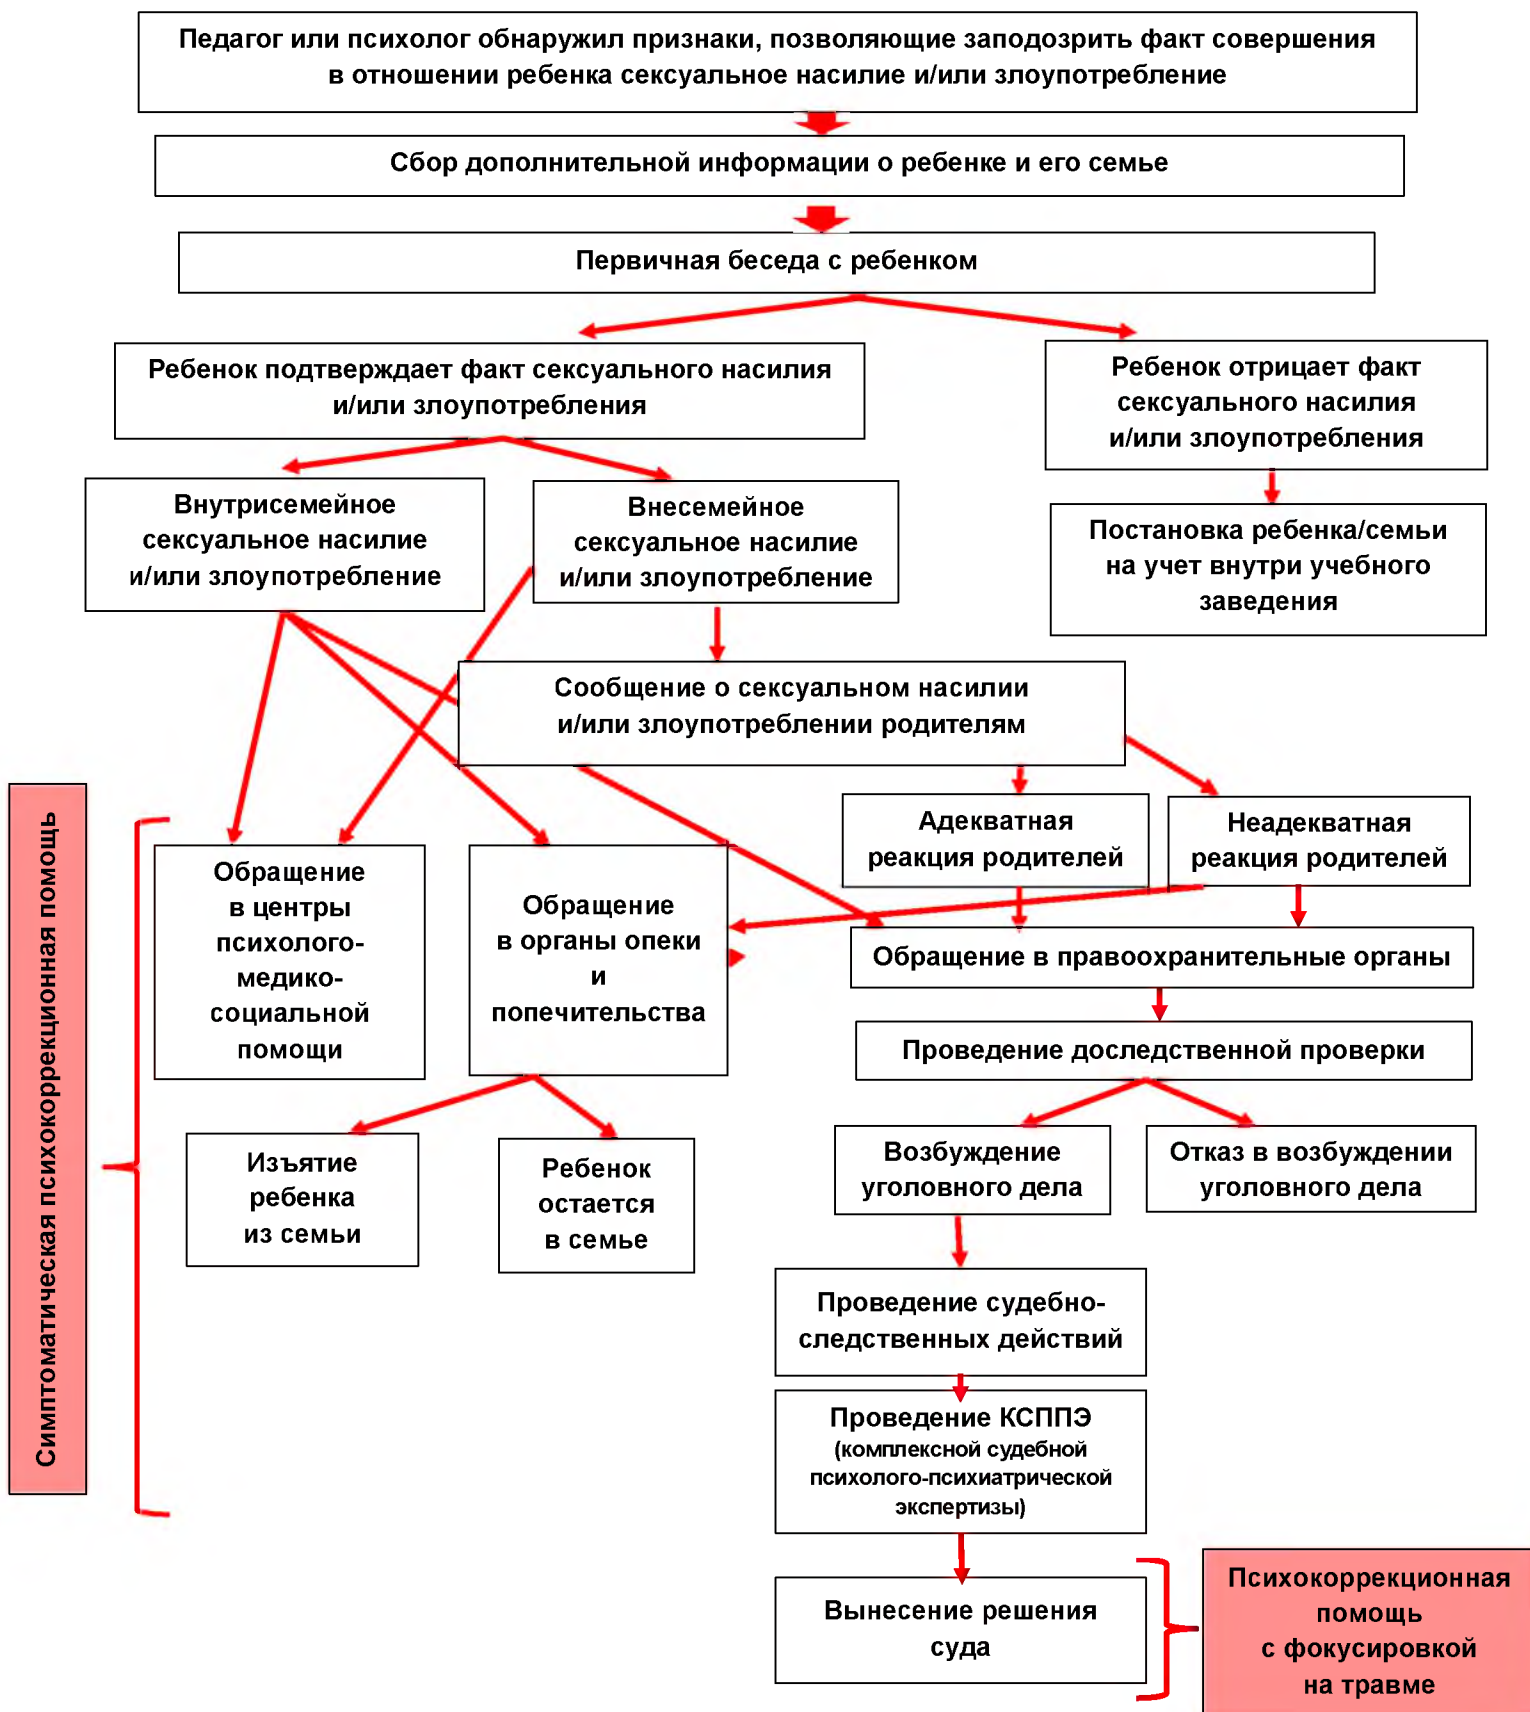 Педагог или психолог обнаружил признаки, позволяющие заподозрить факт совершения
в отношении ребенка сексуальное насилие и/или злоупотребление
Сбор дополнительной информации о ребенке и его семье
Первичная беседа с ребенком
Ребенок подтверждает факт сексуального насилия
и/или злоупотребления
Ребенок отрицает факт
сексуального насилия
и/или злоупотребления
Внутрисемейное
сексуальное насилие
и/или злоупотребление
Внесемейное
сексуальное насилие
и/или злоупотребление
Постановка ребенка/семьи
на учет внутри учебного
заведения
Сообщение о сексуальном насилии
и/или злоупотреблении родителям
Адекватная
реакция родителей
Неадекватная
реакция родителей
Симптоматическая психокоррекционная помощь
Обращение
в центры
психолого-
медико-
социальной
помощи
Обращение
в органы опеки
и
попечительства
Обращение в правоохранительные органы
Проведение доследственной проверки
Изъятие
ребенка
из семьи
Ребенок
остается
в семье
Возбуждение
уголовного дела
Отказ в возбуждении
уголовного дела
Проведение судебно-
следственных действий
Проведение КСППЭ
(комплексной судебной
психолого-психиатрической
экспертизы)
Вынесение решения
суда
Психокоррекционная
помощь
с фокусировкой
на травме